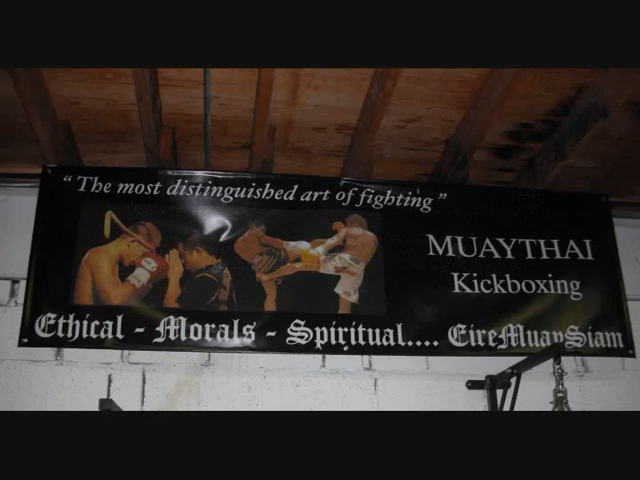 "The most distinguished art of fighting"
MUAYTHAI
Kickboxing
Ethical - Morals - Spiritual.... EireMuaySiam